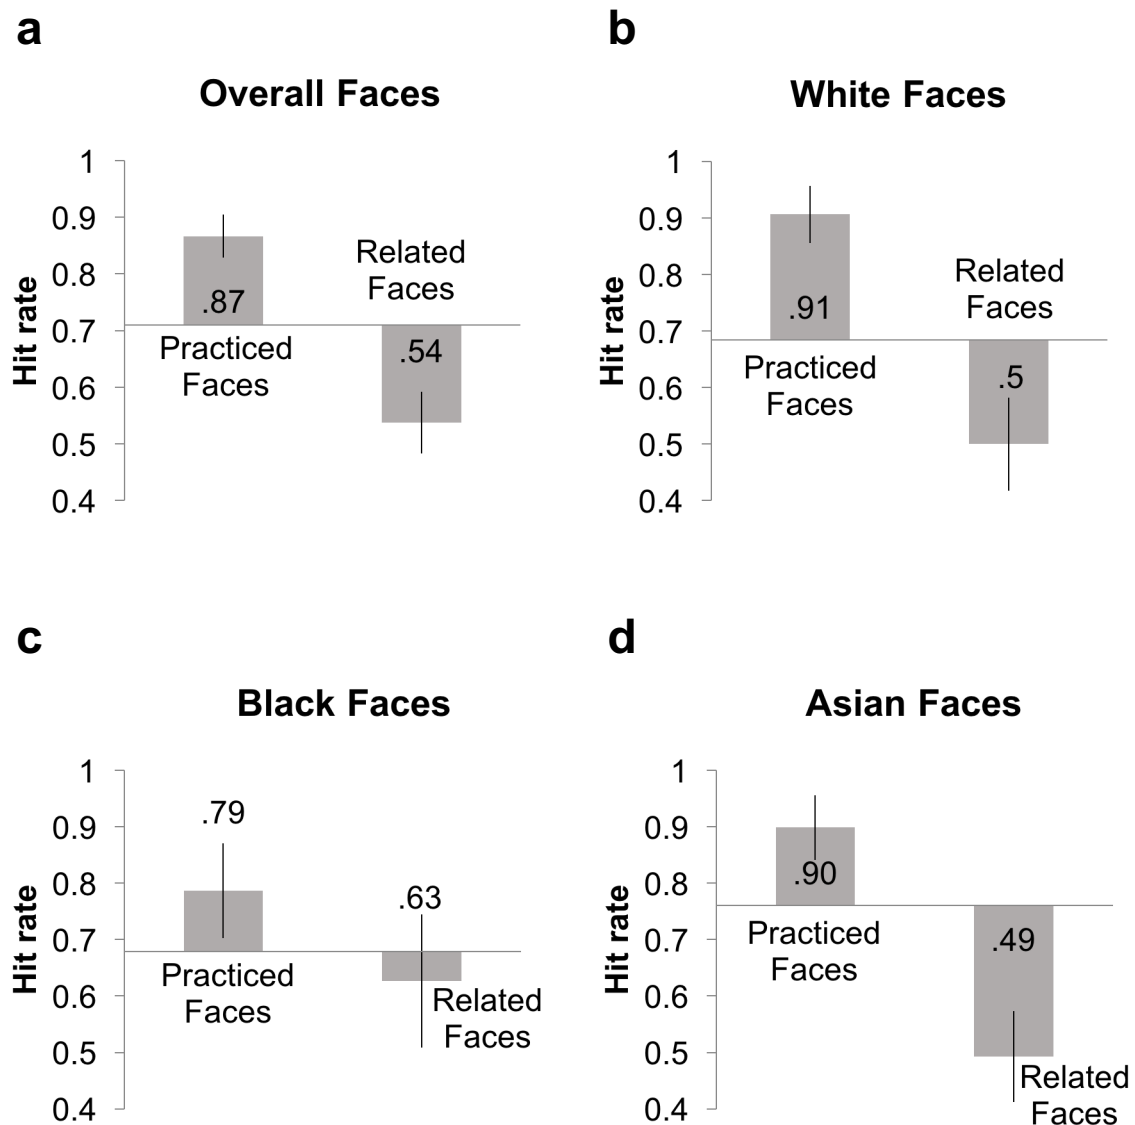 a
Overall Faces
1
0.9
0.8
0.7
0.6
0.5
0.4
Hit rate
.87
Practiced
Faces
Related
Faces
.54
b
White Faces
1
0.9
0.8
0.7
0.6
0.5
0.4
Hit rate
.91
Practiced
Faces
Related
Faces
.5
c
Black Faces
1
0.9
0.8
0.7
0.6
0.5
0.4
Hit rate
.79
Practiced
Faces
.63
Related
Faces
d
Asian Faces
1
0.9
0.8
0.7
0.6
0.5
0.4
Hit rate
.90
Practiced
Faces
.49
Related
Faces